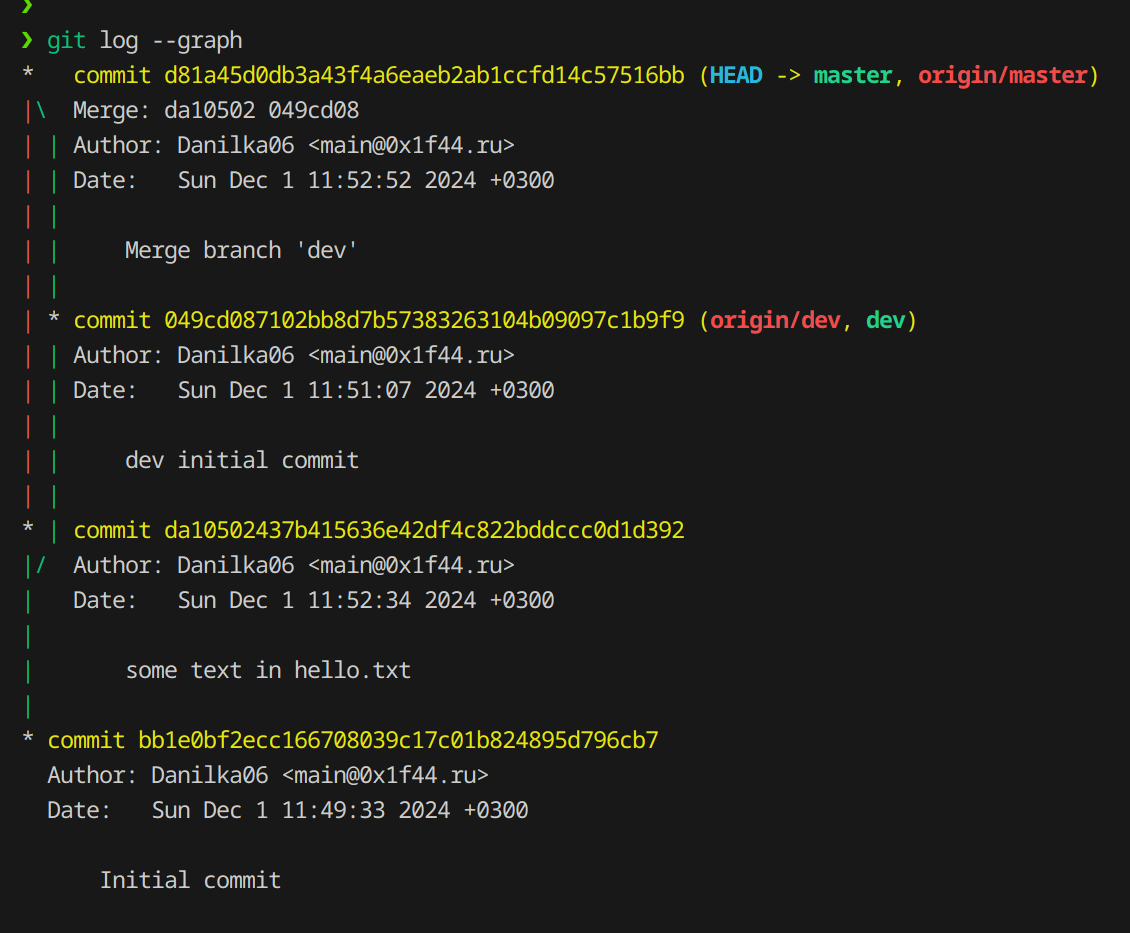 ❯
❯ git log --graph
*   commit d81a45d0db3a43f4a6eaeb2ab1ccfd14c57516bb (HEAD -> master, origin/master)
|\  Merge: da10502 049cd08
| | Author: Danilka06 <main@0x1f44.ru>
| | Date:   Sun Dec 1 11:52:52 2024 +0300
| |
| |     Merge branch 'dev'
| |
| * commit 049cd087102bb8d7b57383263104b09097c1b9f9 (origin/dev, dev)
| | Author: Danilka06 <main@0x1f44.ru>
| | Date:   Sun Dec 1 11:51:07 2024 +0300
| |
| |     dev initial commit
| |
* | commit da10502437b415636e42df4c822bddccc0d1d392
|/  Author: Danilka06 <main@0x1f44.ru>
|   Date:   Sun Dec 1 11:52:34 2024 +0300
|
|       some text in hello.txt
|
* commit bb1e0bf2ecc166708039c17c01b824895d796cb7
  Author: Danilka06 <main@0x1f44.ru>
  Date:   Sun Dec 1 11:49:33 2024 +0300

      Initial commit